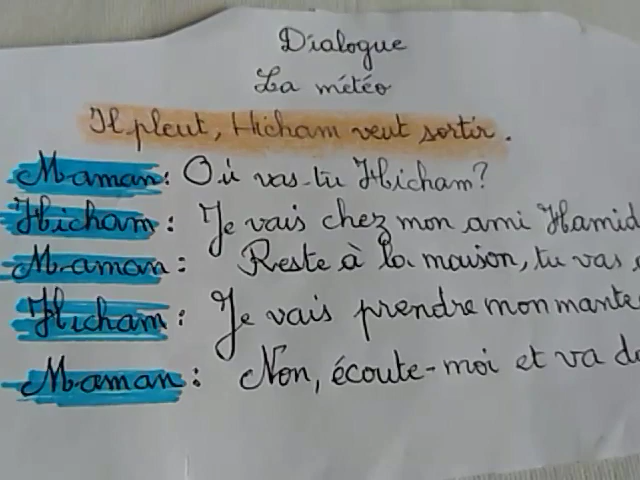 Dialogue
La météo
Il pleut, Hicham veut sortir.
Maman: Où vas-tu Hicham?
Hicham: Je vais chez mon ami Hamid
Maman: Reste à la maison, tu vas
Hicham: Je vais prendre mon mante
Maman: Non, écoute-moi et va